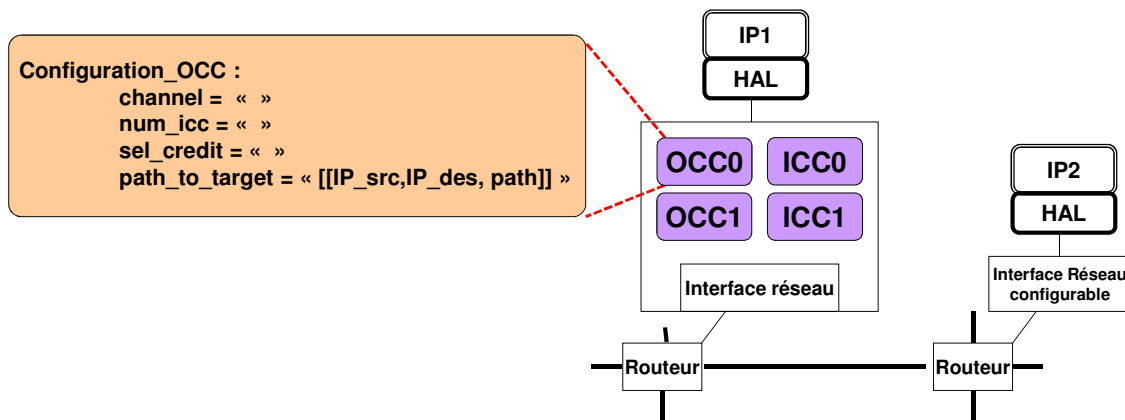 Configuration_OCC :
channel = «  »
num_icc = «  »
sel_credit = «  »
path_to_target = « [[IP_src,IP_des, path]] »
IP1
HAL
OCC0
ICC0
OCC1
ICC1
Interface réseau
Routeur
IP2
HAL
Interface Réseau
configurable
Routeur